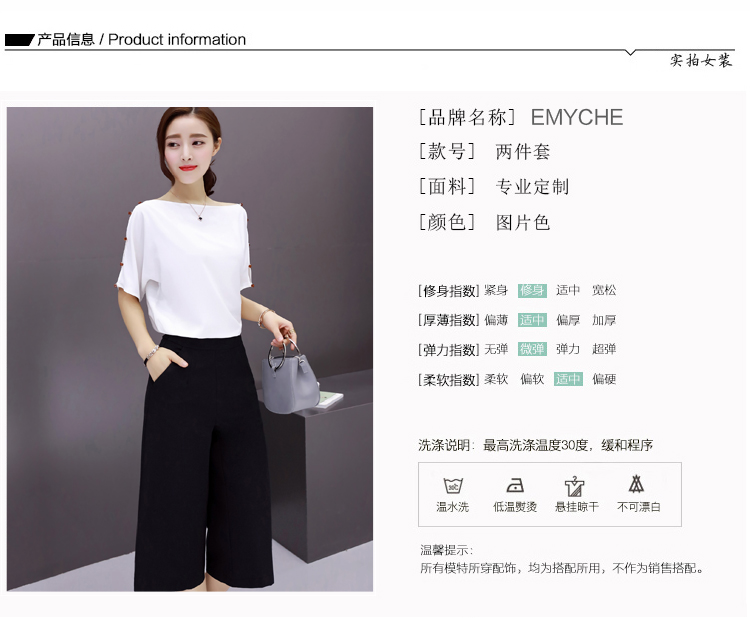 产品信息 / Product information
实拍女装
[品牌名称] EMYCHE
[款号] 两件套
[面料] 专业定制
[颜色] 图片色
[修身指数] 紧身 修身 适中 宽松
[厚薄指数] 偏薄 适中 偏厚 加厚
[弹力指数] 无弹 微弹 弹力 超弹
[柔软指数] 柔软 偏软 适中 偏硬
洗涤说明：最高洗涤温度30度，缓和程序
30C
温水洗 低温熨烫 悬挂晾干 不可漂白
温馨提示：
所有模特所穿配饰，均为搭配所用，不作为销售搭配。